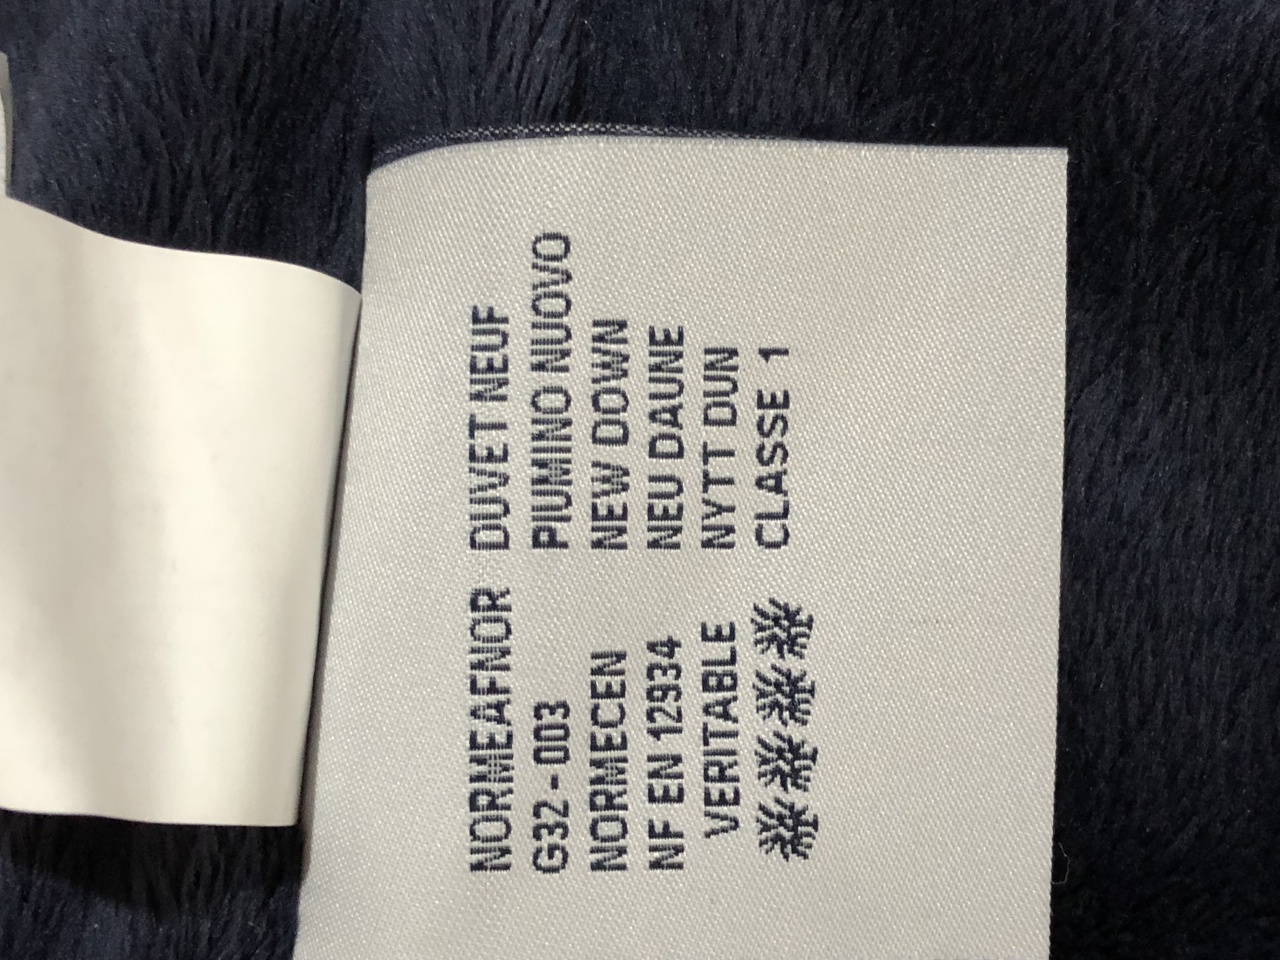 NORMEAFNOR DUVET NEUF
G32-003 PIUMINO NUOVO
NORMECEN NEW DOWN
NF EN 12934 NEU DAUNE
VERITABLE NYTT DUN
CLASSE 1